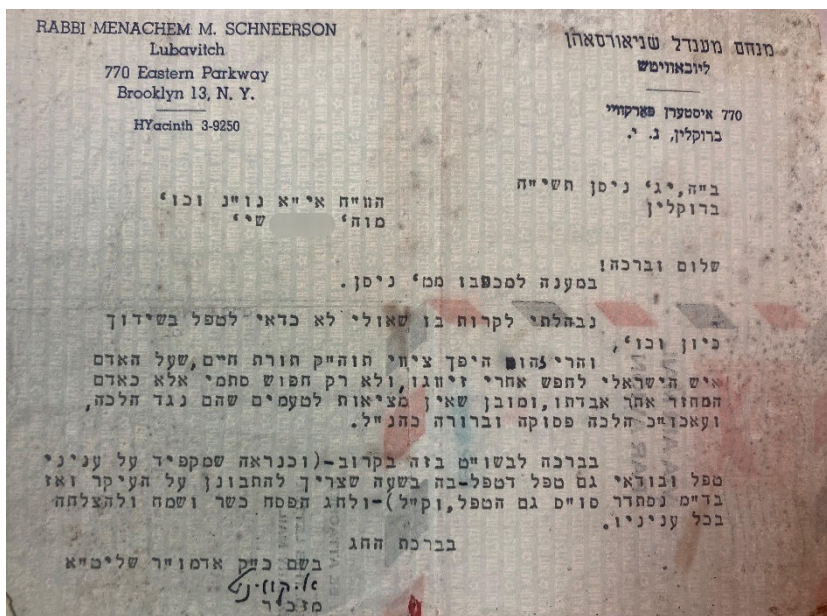 RABBI MENACHEM M. SCHNEERSON
Lubavitch
770 Eastern Parkway
Brooklyn 13, N. Y.
HYacinth 3-9250
מנחם מענדל שניאורסאהן
ליובאוויטש
770 איסטערן פארקוויי
ברוקלין, נ. י.
ב"ה, יג' ניסן תשי"ח
ברוקלין
הוו"ח אי"א נו"נ וכו'
מוה' שי'
שלום וברכה!
במענה למכתבו מט' ניסן.
נבהלתי לקרות בו שאולי לא כדאי לטפל בשידוך
כיון וכו',
והרי זהו היפך ציווי תוה"ק תורת חיים, שעל האדם
איש הישראלי לחפש אחרי זיווגו, ולא רק חפוש סתמי אלא כאדם
המחזר אחר אבדתו, ומובן שאין מציאות לטעמים שהם נגד הלכה,
ועאכו"כ הלכה פסוקה וברורה כהנ"ל.
בברכה לבשו"ט בזה בקרוב-(וכנראה שמקפיד על עניני
טפל ובודאי גם טפל דטפל-בה בשעה שצריך להתבונן על העיקר ואז
בד"מ נסתדר סו"ס גם הטפל, וק"ל)-ולחג הפסח כשר ושמח ולהצלחה
בכל עניניו.
בברכת החג
בשם כ"ק אדמו"ר שליט"א
מזכיר